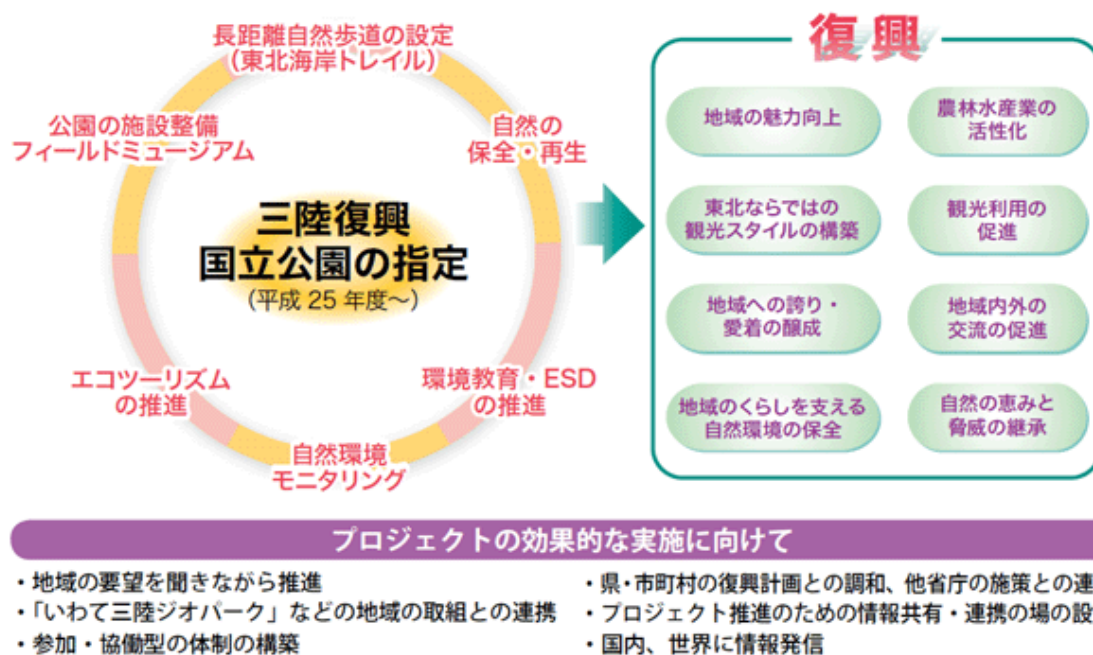 長距離自然歩道の設定
（東北海岸トレイル）
公園の施設整備
フィールドミュージアム
自然の
保全・再生
三陸復興
国立公園の指定
（平成 25 年度～）
エコツーリズム
の推進
環境教育・ESD
の推進
自然環境
モニタリング
復興
地域の魅力向上
農林水産業の
活性化
東北ならではの
観光スタイルの構築
観光利用の
促進
地域への誇り・
愛着の醸成
地域内外の
交流の促進
地域のくらしを支える
自然環境の保全
自然の恵みと
脅威の継承
プロジェクトの効果的な実施に向けて
・地域の要望を聞きながら推進
・「いわて三陸ジオパーク」などの地域の取組との連携
・参加・協働型の体制の構築
・県・市町村の復興計画との調和、他省庁の施策との連
・プロジェクト推進のための情報共有・連携の場の設
・国内、世界に情報発信